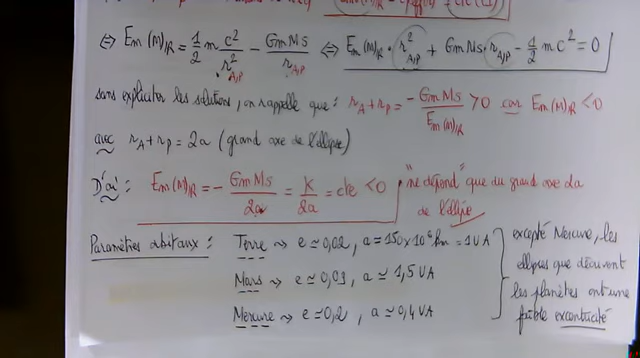 ⇔ Em(M)/R = 1/2 m C²/r²A,P − GmMs/rA,P ⇔ Em(M)/R · r²A,P + GmMs · rA,P − 1/2 mC² = 0
sans expliciter les solutions, on rappelle que : rA + rP = −GmMs/Em(M)/R > 0 car Em(M)/R < 0
avec rA + rP = 2a (grand axe de l'ellipse)
D'où : Em(M)/R = − GmMs/2a = K/2a = cte < 0 "ne dépend" que du grand axe 2a
de l'ellipse
Paramètres orbitaux : Terre ⇝ e ≃ 0,02, a = 150×10⁶ km = 1UA excepté Mercure, les
ellipses que décrivent
Mars ⇝ e ≃ 0,09, a ≃ 1,5 UA
les planètes ont une
Mercure ⇝ e ≃ 0,2, a ≃ 0,4 UA
faible excentricité